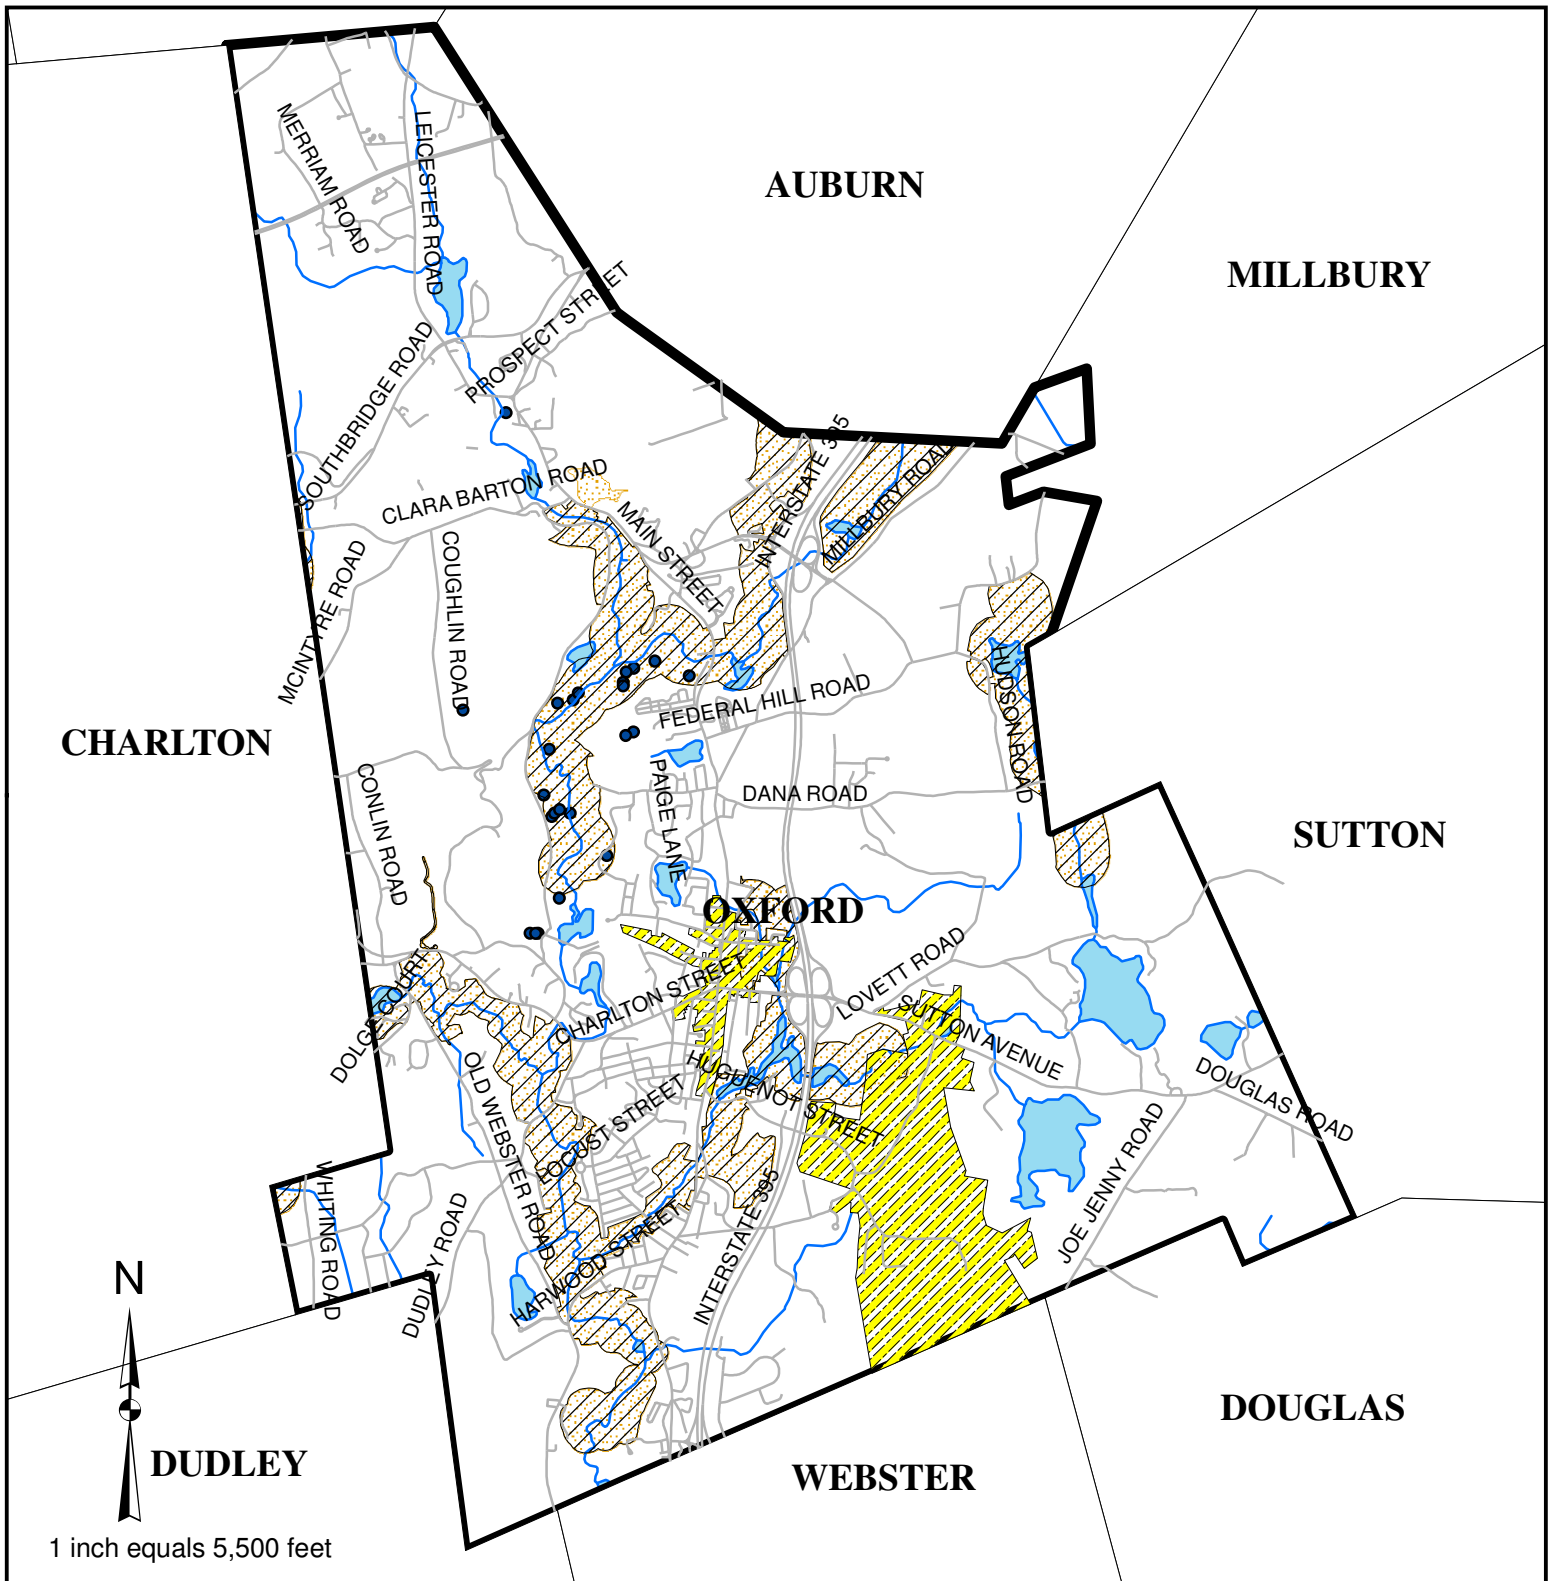 AUBURN
MILLBURY
MERRIAM ROAD
LEICESTER ROAD
PROSPECT STREET
SOUTHBRIDGE ROAD
CLARA BARTON ROAD
INTERSTATE 395
MILLBURY ROAD
MAIN STREET
MCINTYRE ROAD
COUGHLIN ROAD
HUDSON ROAD
FEDERAL HILL ROAD
CHARLTON
CONLIN ROAD
PAIGE LANE
DANA ROAD
SUTTON
OXFORD
DOLGE COURT
CHARLTON STREET
LOVETT ROAD
SUTTON AVENUE
OLD WEBSTER ROAD
HUGUENOT STREET
LOCUST STREET
DOUGLAS ROAD
JOE JENNY ROAD
WHITING ROAD
DUDLEY ROAD
HARWOOD STREET
INTERSTATE 395
N
DOUGLAS
DUDLEY
WEBSTER
1 inch equals 5,500 feet